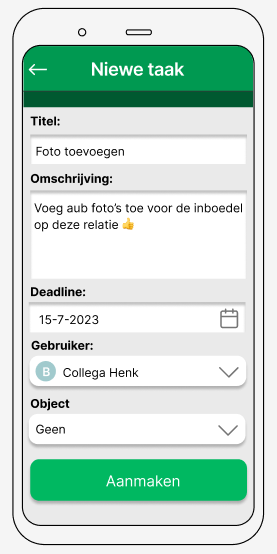 Niewe taak
Titel:
Foto toevoegen
Omschrijving:
Voeg aub foto's toe voor de inboedel
op deze relatie 👍
Deadline:
15-7-2023
Gebruiker:
B Collega Henk
Object
Geen
Aanmaken